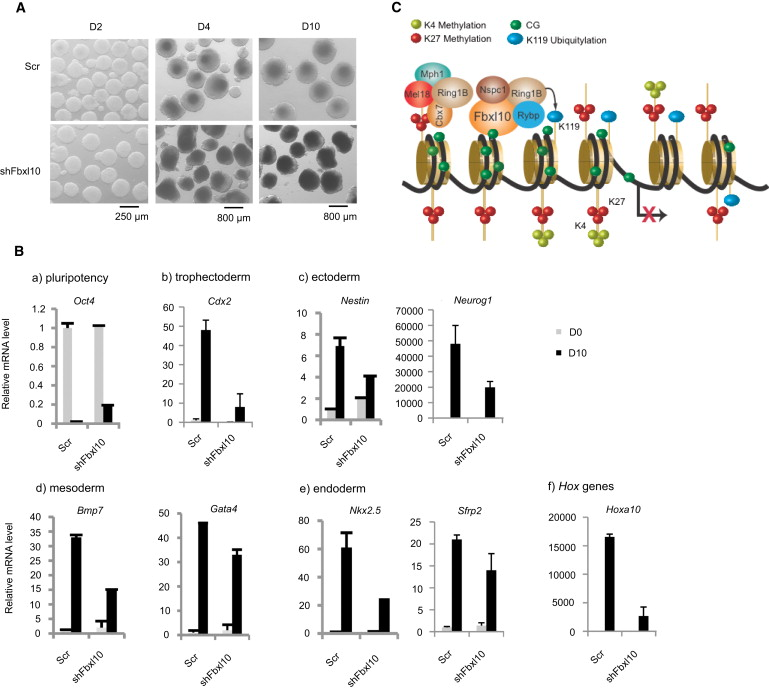 A
D2 D4 D10
Scr
shFbxl10
250 µm 800 µm 800 µm
C
K4 Methylation CG
K27 Methylation K119 Ubiquitylation
Mph1
Mel18 Ring1B Nspc1 Ring1B
Cbx7 Fbxl10 Rybp
K119
K27
K4
X
B
a) pluripotency b) trophectoderm c) ectoderm
Oct4 Cdx2 Nestin Neurog1
Relative mRNA level
1.2
1
0.8
0.6
0.4
0.2
0
Scr shFbxl10
60
50
40
30
20
10
0
Scr shFbxl10
8
6
4
2
0
Scr shFbxl10
70000
60000
50000
40000
30000
20000
10000
0
Scr shFbxl10
D0
D10
d) mesoderm e) endoderm f) Hox genes
Bmp7 Gata4 Nkx2.5 Sfrp2 Hoxa10
Relative mRNA level
35
30
25
20
15
10
5
0
Scr shFbxl10
50
40
30
20
10
0
Scr shFbxl10
80
60
40
20
0
Scr shFbxl10
25
20
15
10
5
0
Scr shFbxl10
20000
15000
10000
5000
0
Scr shFbxl10